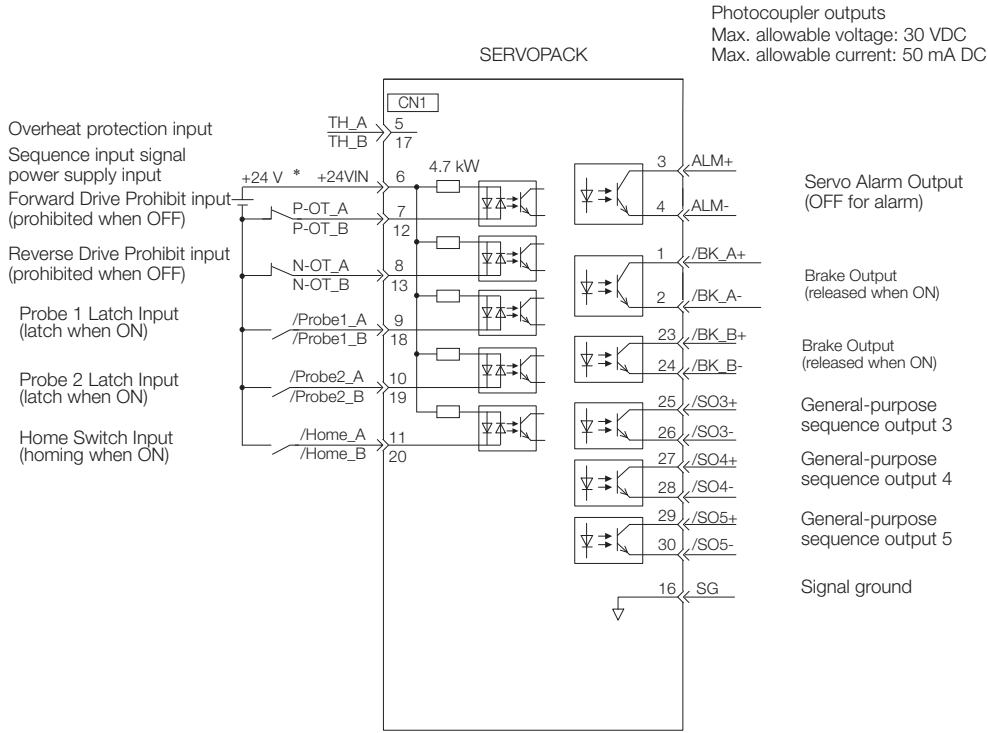 Photocoupler outputs
Max. allowable voltage: 30 VDC
Max. allowable current: 50 mA DC
SERVOPACK
CN1
Overheat protection input
TH_A
TH_B
5
17
Sequence input signal
power supply input
+24 V
*
+24VIN
6
4.7 kW
Forward Drive Prohibit input
(prohibited when OFF)
P-OT_A
P-OT_B
7
12
Reverse Drive Prohibit input
(prohibited when OFF)
N-OT_A
N-OT_B
8
13
Probe 1 Latch Input
(latch when ON)
/Probe1_A
/Probe1_B
9
18
Probe 2 Latch Input
(latch when ON)
/Probe2_A
/Probe2_B
10
19
Home Switch Input
(homing when ON)
/Home_A
/Home_B
11
20
3
ALM+
4
ALM-
Servo Alarm Output
(OFF for alarm)
1
/BK_A+
2
/BK_A-
Brake Output
(released when ON)
23
/BK_B+
24
/BK_B-
Brake Output
(released when ON)
25
/SO3+
26
/SO3-
General-purpose
sequence output 3
27
/SO4+
28
/SO4-
General-purpose
sequence output 4
29
/SO5+
30
/SO5-
General-purpose
sequence output 5
16
SG
Signal ground